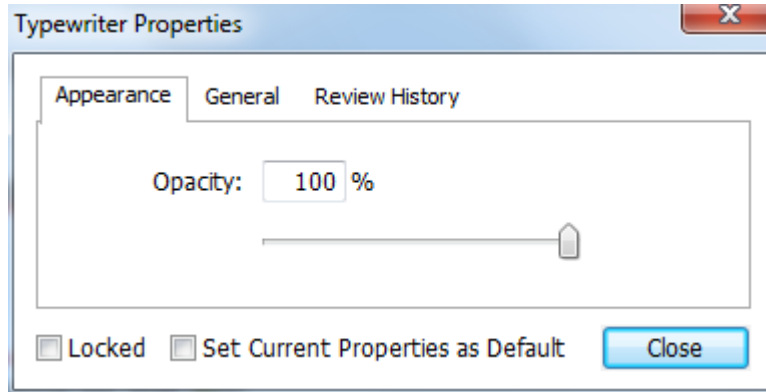 Typewriter Properties
Appearance General Review History
Opacity: 100 %
Locked Set Current Properties as Default Close